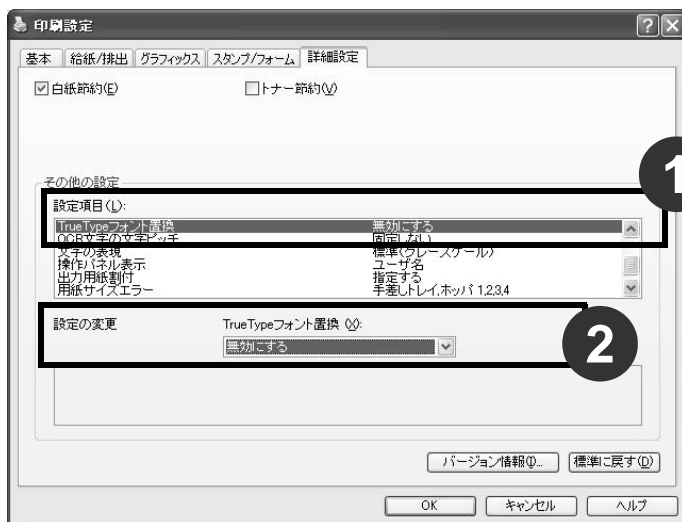 印刷設定
基本 給紙/排出 グラフィックス スタンプ/フォーム 詳細設定
白紙節約(E) トナー節約(V)
その他の設定
1
設定項目(L):
TrueTypeフォント置換 無効にする
OCR文字の文字ピッチ 固定しない
文字の表現 標準(グレースケール)
操作パネル表示 ユーザ名
出力用紙割付 指定する
用紙サイズエラー 手差しトレイ,ホッパ 1,2,3,4
設定の変更 TrueTypeフォント置換 (X):
無効にする
2
バージョン情報(I)... 標準に戻す(D)
OK キャンセル ヘルプ